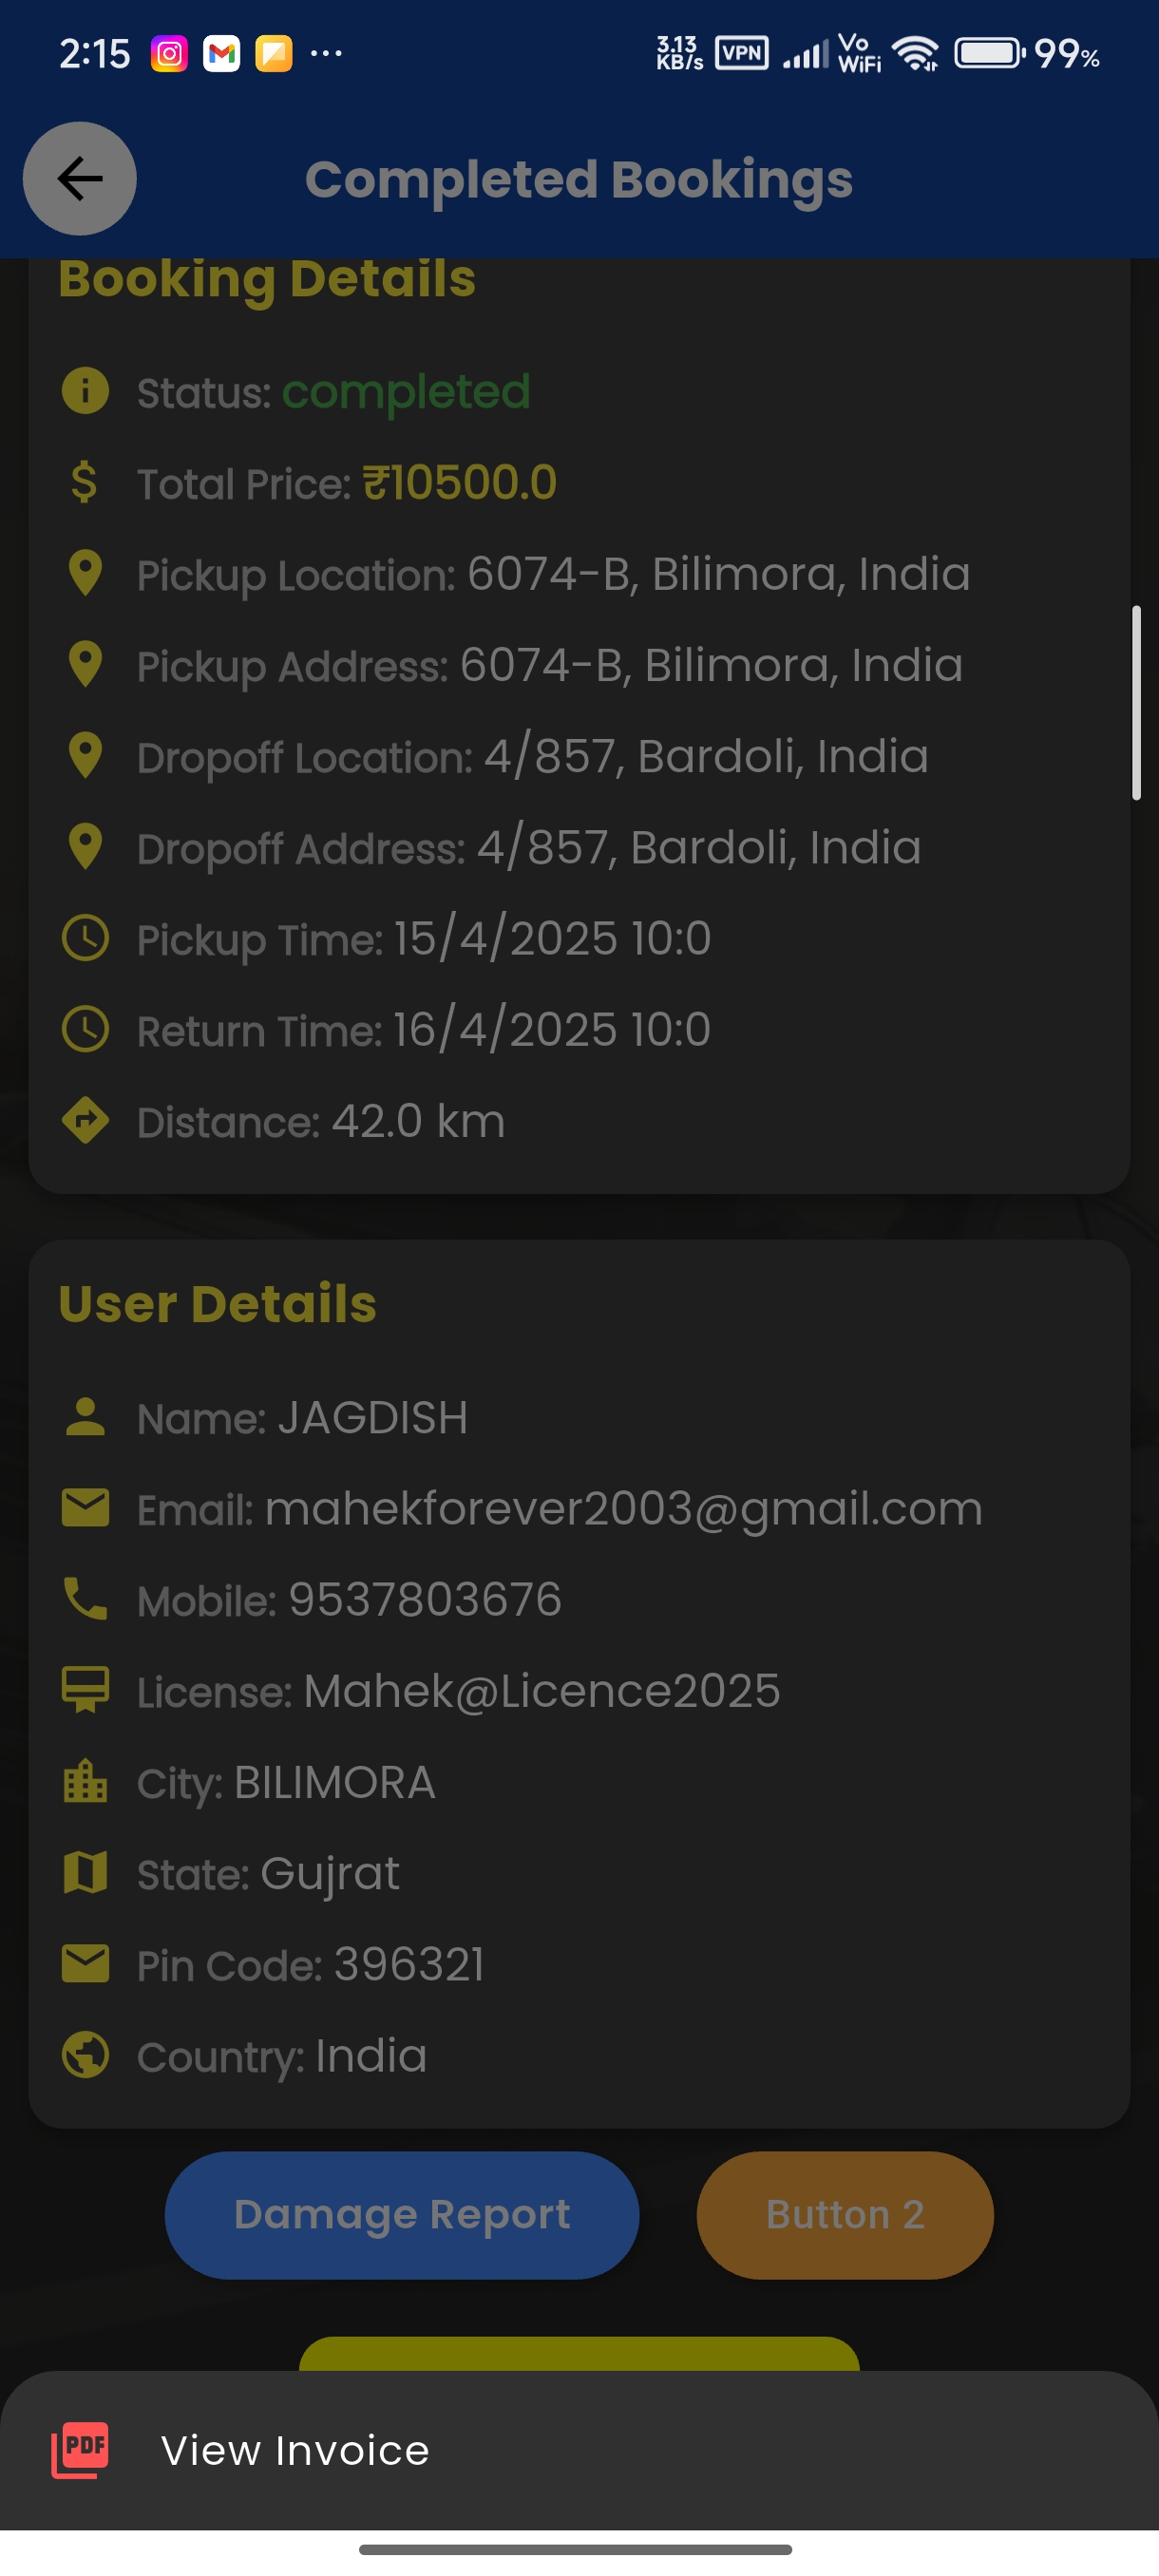 2:15 ... 3.13 KB/s VPN Vo WiFi 99%
Completed Bookings
Booking Details
Status: completed
Total Price: ₹10500.0
Pickup Location: 6074-B, Bilimora, India
Pickup Address: 6074-B, Bilimora, India
Dropoff Location: 4/857, Bardoli, India
Dropoff Address: 4/857, Bardoli, India
Pickup Time: 15/4/2025 10:0
Return Time: 16/4/2025 10:0
Distance: 42.0 km
User Details
Name: JAGDISH
Email: mahekforever2003@gmail.com
Mobile: 9537803676
License: Mahek@Licence2025
City: BILIMORA
State: Gujrat
Pin Code: 396321
Country: India
Damage Report Button 2
PDF View Invoice